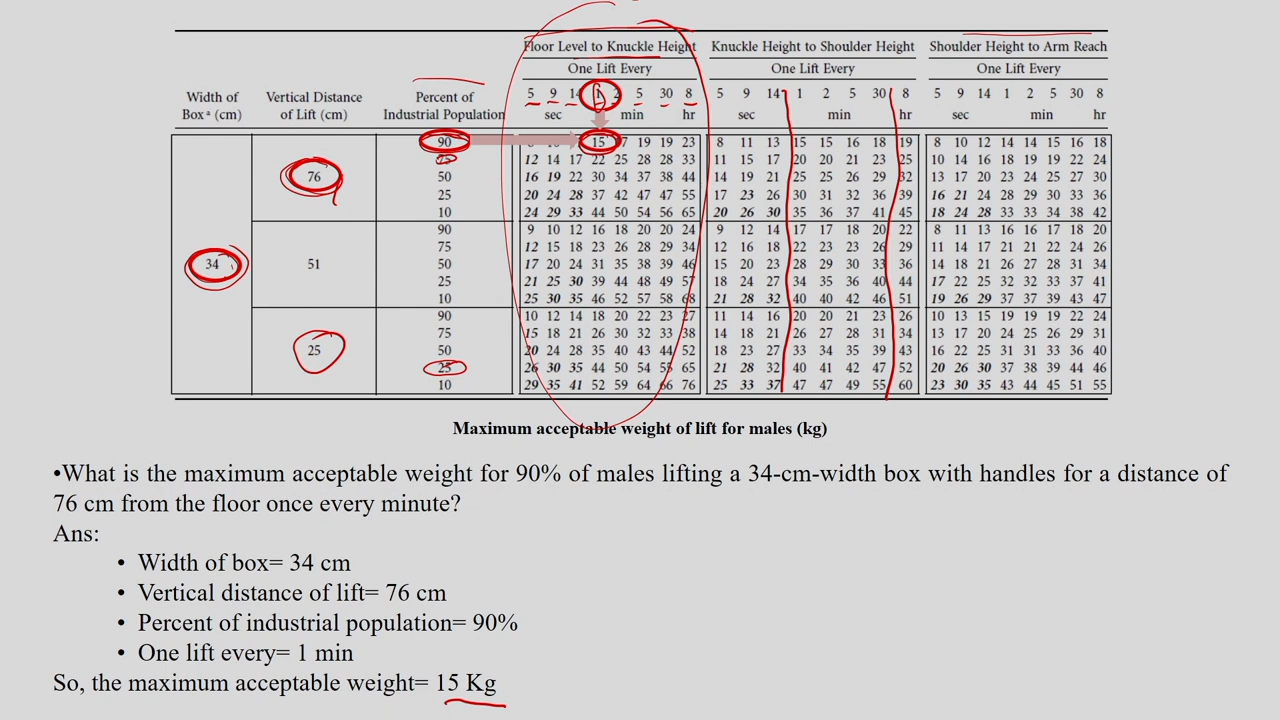 Floor Level to Knuckle Height Knuckle Height to Shoulder Height Shoulder Height to Arm Reach
One Lift Every One Lift Every One Lift Every
Width of Vertical Distance Percent of 5 9 14 1 2 5 30 8 5 9 14 1 2 5 30 8 5 9 14 1 2 5 30 8
Box a (cm) of Lift (cm) Industrial Population sec min hr sec min hr sec min hr
90 15 19 19 23 8 11 13 15 15 16 18 19 8 10 12 14 14 15 16 18
75 12 14 17 22 25 28 28 33 11 15 17 20 20 21 23 25 10 14 16 18 19 19 22 24
76 50 16 19 22 30 34 37 38 44 14 19 21 25 25 26 29 32 13 17 20 23 24 25 27 30
25 20 24 28 37 42 47 47 55 17 23 26 30 31 32 36 39 16 21 24 28 29 30 33 36
10 24 29 33 44 50 54 56 65 20 26 30 35 36 37 41 45 18 24 28 33 33 34 38 42
90 9 10 12 16 18 20 20 24 9 12 14 17 17 18 20 22 8 11 13 16 16 17 18 20
75 12 15 18 23 26 28 29 34 12 16 18 22 23 23 26 29 11 14 17 21 21 22 24 26
34 51 50 17 20 24 31 35 38 39 46 15 20 23 28 29 30 33 36 14 18 21 26 27 28 31 34
25 21 25 30 39 44 48 49 57 18 24 27 34 35 36 40 44 17 22 25 32 32 33 37 41
10 25 30 35 46 52 57 58 68 21 28 32 40 40 42 46 51 19 26 29 37 37 39 43 47
90 10 12 14 18 20 22 23 27 11 14 16 20 20 21 23 26 10 13 15 19 19 19 22 24
75 15 18 21 26 30 32 33 38 14 18 21 26 27 28 31 34 13 17 20 24 25 26 29 31
25 50 20 24 28 35 40 43 44 52 18 23 27 33 34 35 39 43 16 22 25 31 31 33 36 40
25 26 30 35 44 50 54 55 65 21 28 32 40 41 42 47 52 20 26 30 37 38 39 44 46
10 29 35 41 52 59 64 66 76 25 33 37 47 47 49 55 60 23 30 35 43 44 45 51 55
Maximum acceptable weight of lift for males (kg)
•What is the maximum acceptable weight for 90% of males lifting a 34-cm-width box with handles for a distance of
76 cm from the floor once every minute?
Ans:
• Width of box= 34 cm
• Vertical distance of lift= 76 cm
• Percent of industrial population= 90%
• One lift every= 1 min
So, the maximum acceptable weight= 15 Kg